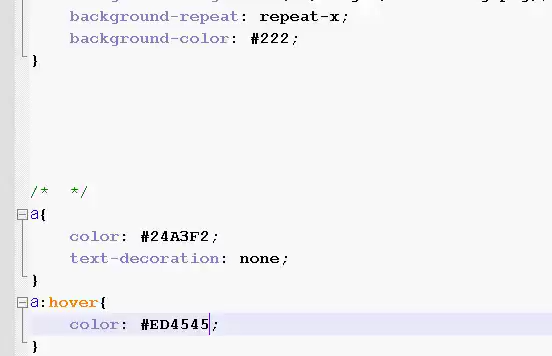 background-repeat: repeat-x;
background-color: #222;
}
/*  */
a{
color: #24A3F2;
text-decoration: none;
}
a:hover{
color: #ED4545;
}